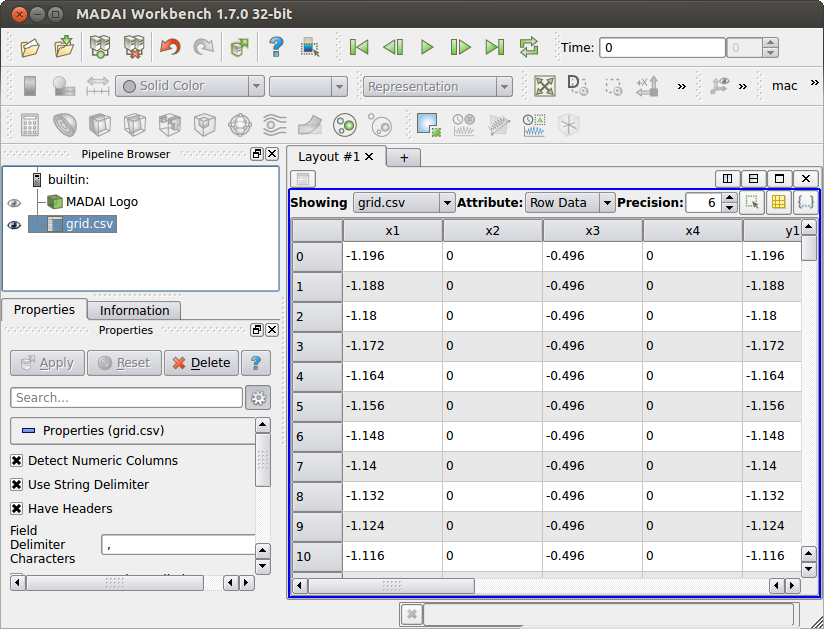 MADAI Workbench 1.7.0 32-bit
Time: 0 0
Solid Color Representation mac
Pipeline Browser
builtin:
MADAI Logo
grid.csv
Properties Information
Properties
Apply Reset Delete ?
Search...
Properties (grid.csv)
Detect Numeric Columns
Use String Delimiter
Have Headers
Field
Delimiter
Characters
,
Layout #1 +
Showing grid.csv Attribute: Row Data Precision: 6
x1 x2 x3 x4 y1
0 -1.196 0 -0.496 0 -1.196
1 -1.188 0 -0.496 0 -1.188
2 -1.18 0 -0.496 0 -1.18
3 -1.172 0 -0.496 0 -1.172
4 -1.164 0 -0.496 0 -1.164
5 -1.156 0 -0.496 0 -1.156
6 -1.148 0 -0.496 0 -1.148
7 -1.14 0 -0.496 0 -1.14
8 -1.132 0 -0.496 0 -1.132
9 -1.124 0 -0.496 0 -1.124
10 -1.116 0 -0.496 0 -1.116